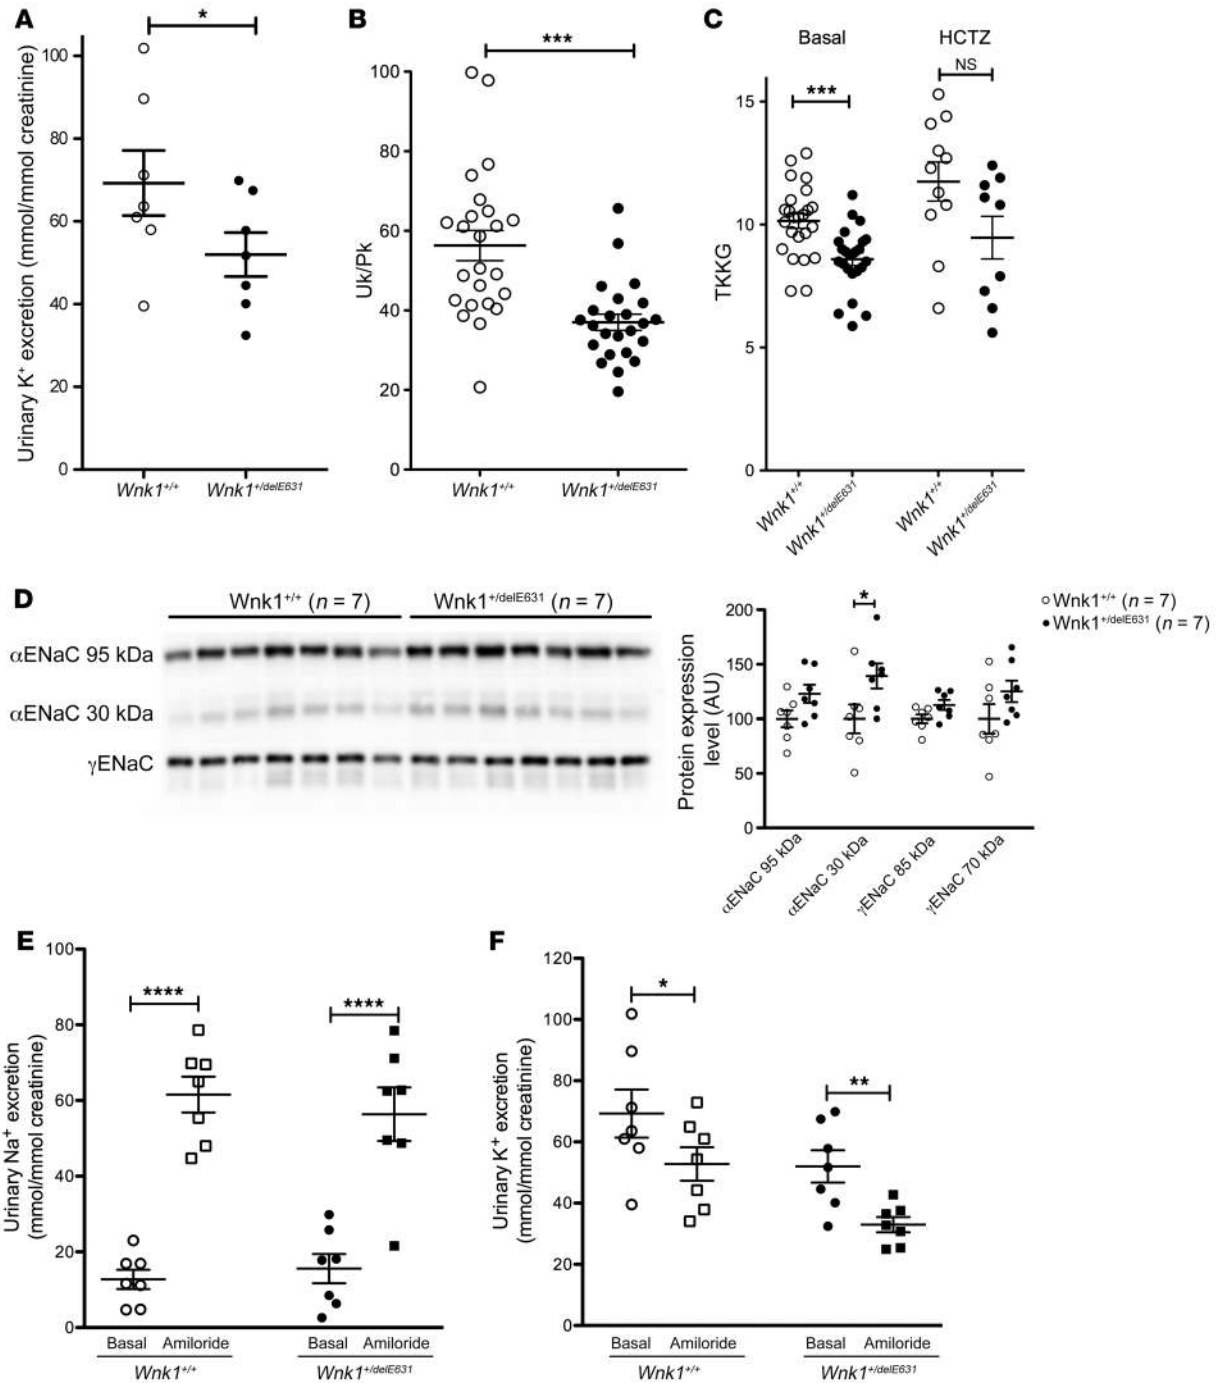 A
*
Urinary K⁺ excretion (mmol/mmol creatinine)
100
80
60
40
20
0
Wnk1+/+
Wnk1+/delE631
B
***
Uk/Pk
100
80
60
40
20
0
Wnk1+/+
Wnk1+/delE631
C
Basal
HCTZ
***
NS
TKKG
15
10
5
0
Wnk1+/+
Wnk1+/delE631
Wnk1+/+
Wnk1+/delE631
D
Wnk1+/+ (n = 7)
Wnk1+/delE631 (n = 7)
αENaC 95 kDa
αENaC 30 kDa
γENaC
Protein expression
level (AU)
200
150
100
50
0
*
○ Wnk1+/+ (n = 7)
● Wnk1+/delE631 (n = 7)
αENaC 95 kDa
αENaC 30 kDa
γENaC 85 kDa
γENaC 70 kDa
E
Urinary Na⁺ excretion
(mmol/mmol creatinine)
100
80
60
40
20
0
****
****
Basal
Amiloride
Basal
Amiloride
Wnk1+/+
Wnk1+/delE631
F
Urinary K⁺ excretion
(mmol/mmol creatinine)
120
100
80
60
40
20
0
*
**
Basal
Amiloride
Basal
Amiloride
Wnk1+/+
Wnk1+/delE631